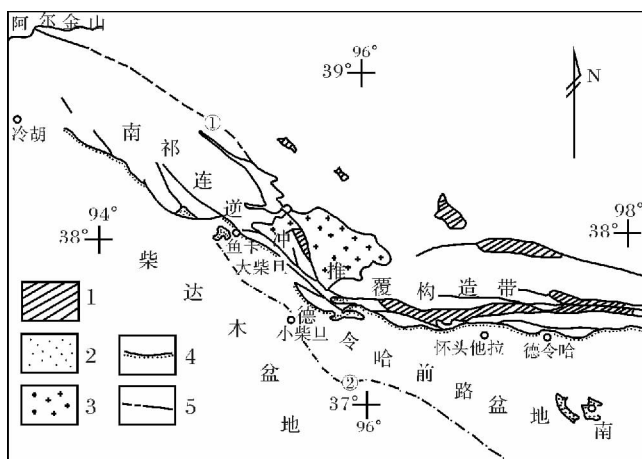 阿尔金山
96°
39°
N
冷胡
①
南祁连逆冲推覆构造带
94°
38°
98°
38°
鱼卡
大柴旦
柴达木盆地
小柴旦
德令哈前路盆地
怀头他拉
德令哈
南
②
37°
96°
1
2
3
4
5